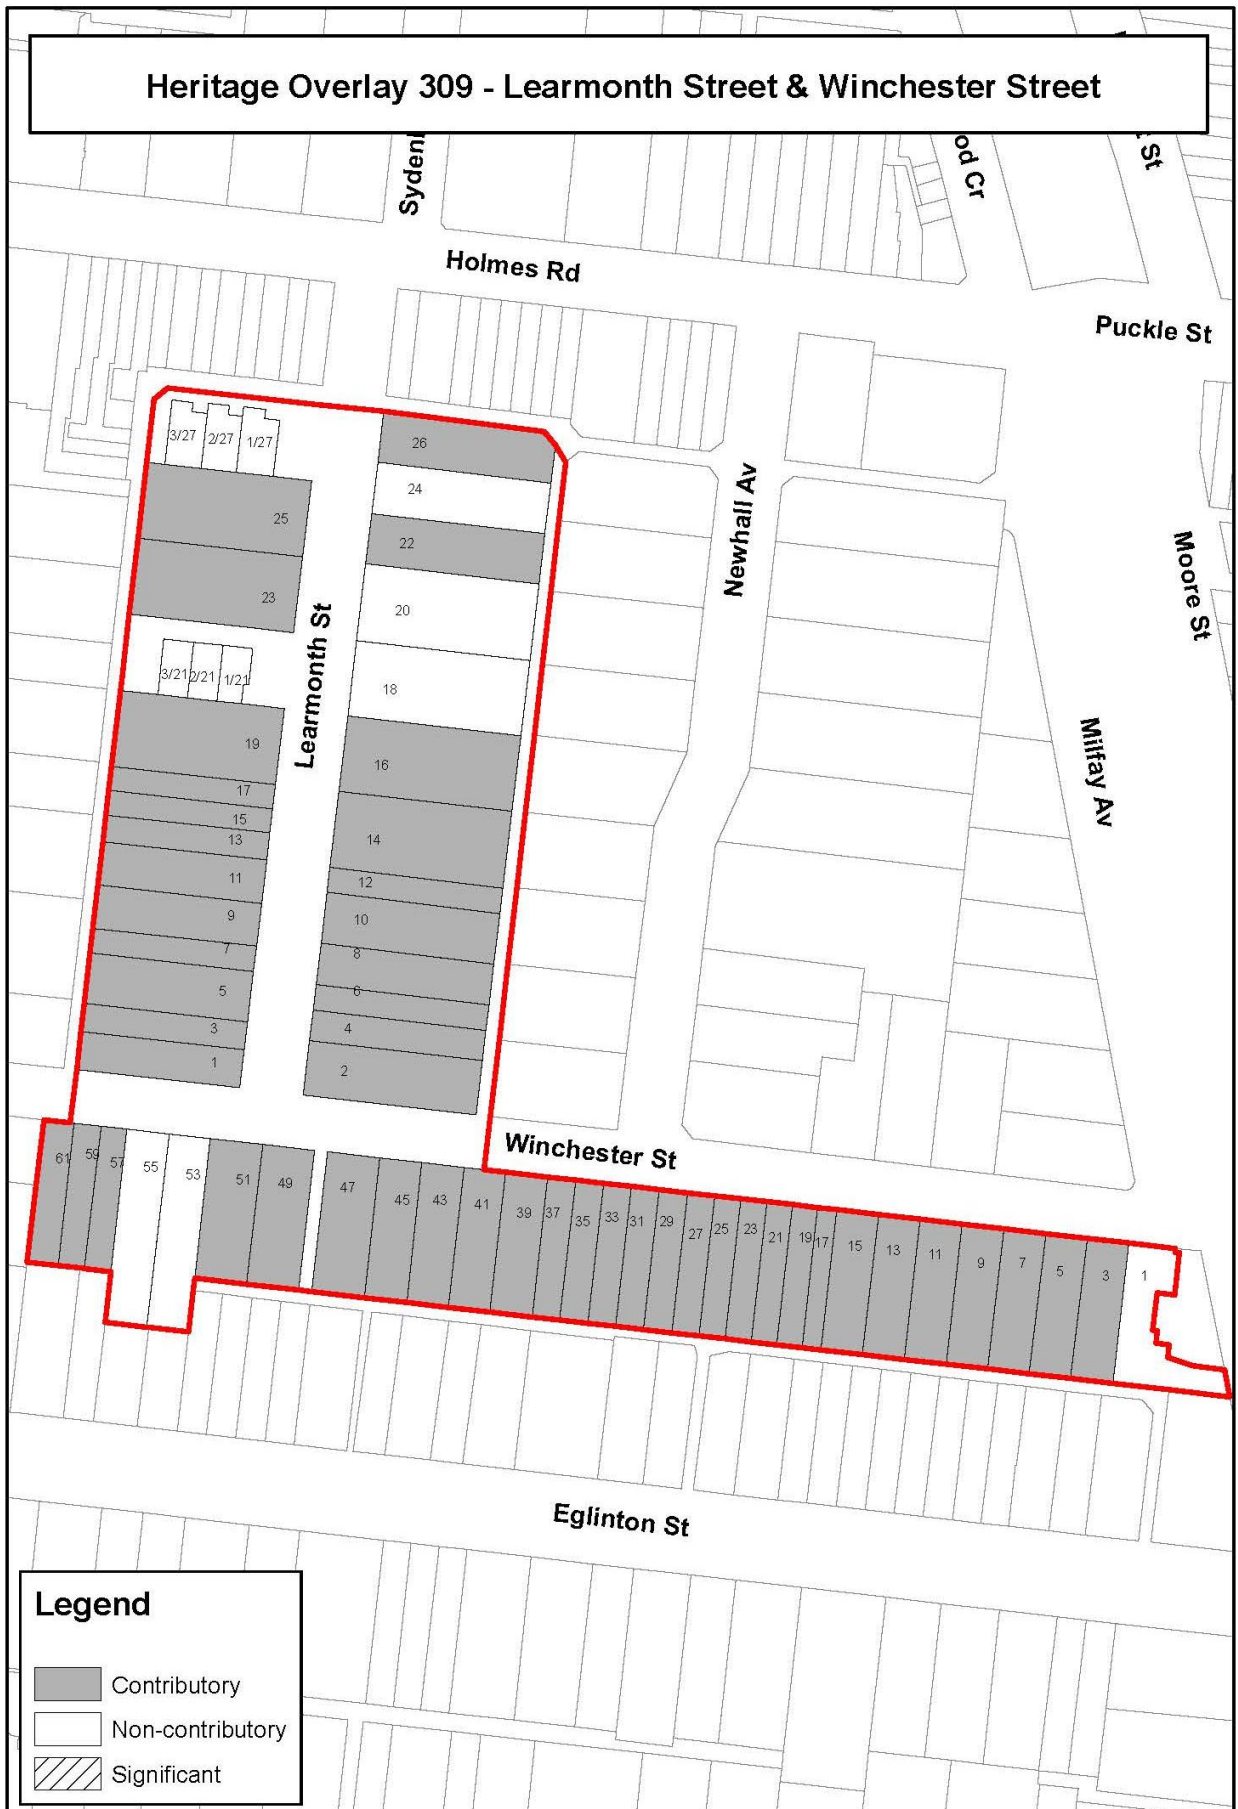 Heritage Overlay 309 - Learmonth Street & Winchester Street
Holmes Rd
Puckle St
Newhall Av
Moore St
Learmonth St
Milfay Av
3/27 2/27 1/27
26
24
25
22
23
20
3/21 2/21 1/21
18
19
16
17
15
14
13
12
11
10
9
8
7
6
5
4
3
2
1
Winchester St
61 59 57 55 53 51 49 47 45 43 41 39 37 35 33 31 29 27 25 23 21 19 17 15 13 11 9 7 5 3 1
Eglinton St
Legend
Contributory
Non-contributory
Significant